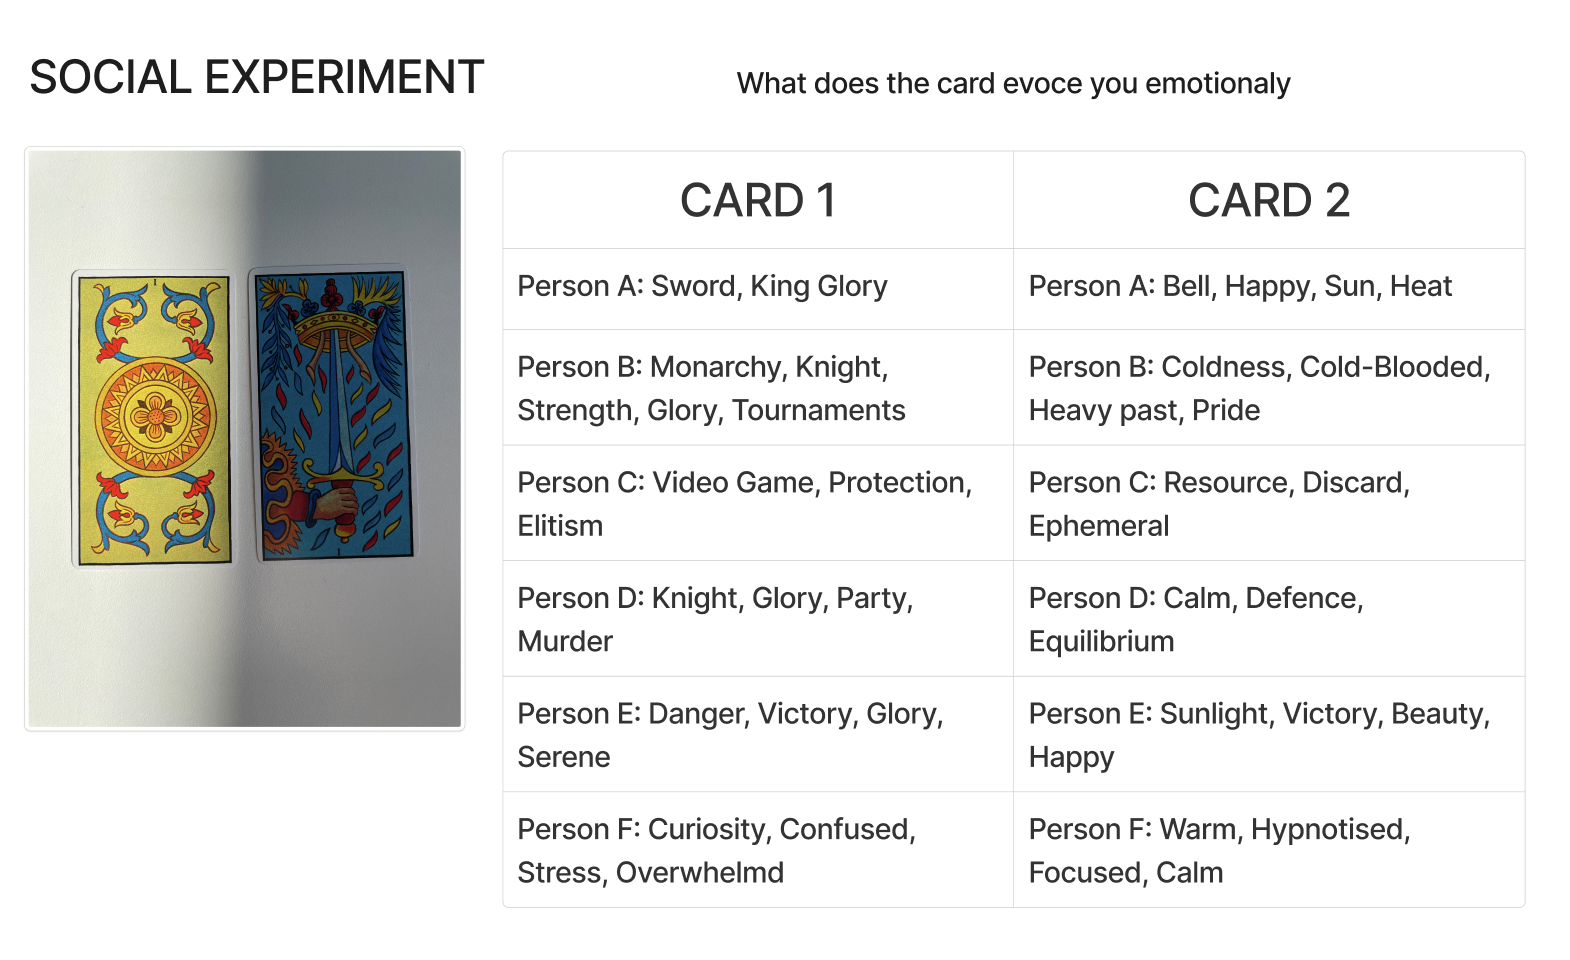 SOCIAL EXPERIMENT
What does the card evoce you emotionaly
CARD 1
CARD 2
Person A: Sword, King Glory
Person A: Bell, Happy, Sun, Heat
Person B: Monarchy, Knight,
Strength, Glory, Tournaments
Person B: Coldness, Cold-Blooded,
Heavy past, Pride
Person C: Video Game, Protection,
Elitism
Person C: Resource, Discard,
Ephemeral
Person D: Knight, Glory, Party,
Murder
Person D: Calm, Defence,
Equilibrium
Person E: Danger, Victory, Glory,
Serene
Person E: Sunlight, Victory, Beauty,
Happy
Person F: Curiosity, Confused,
Stress, Overwhelmd
Person F: Warm, Hypnotised,
Focused, Calm